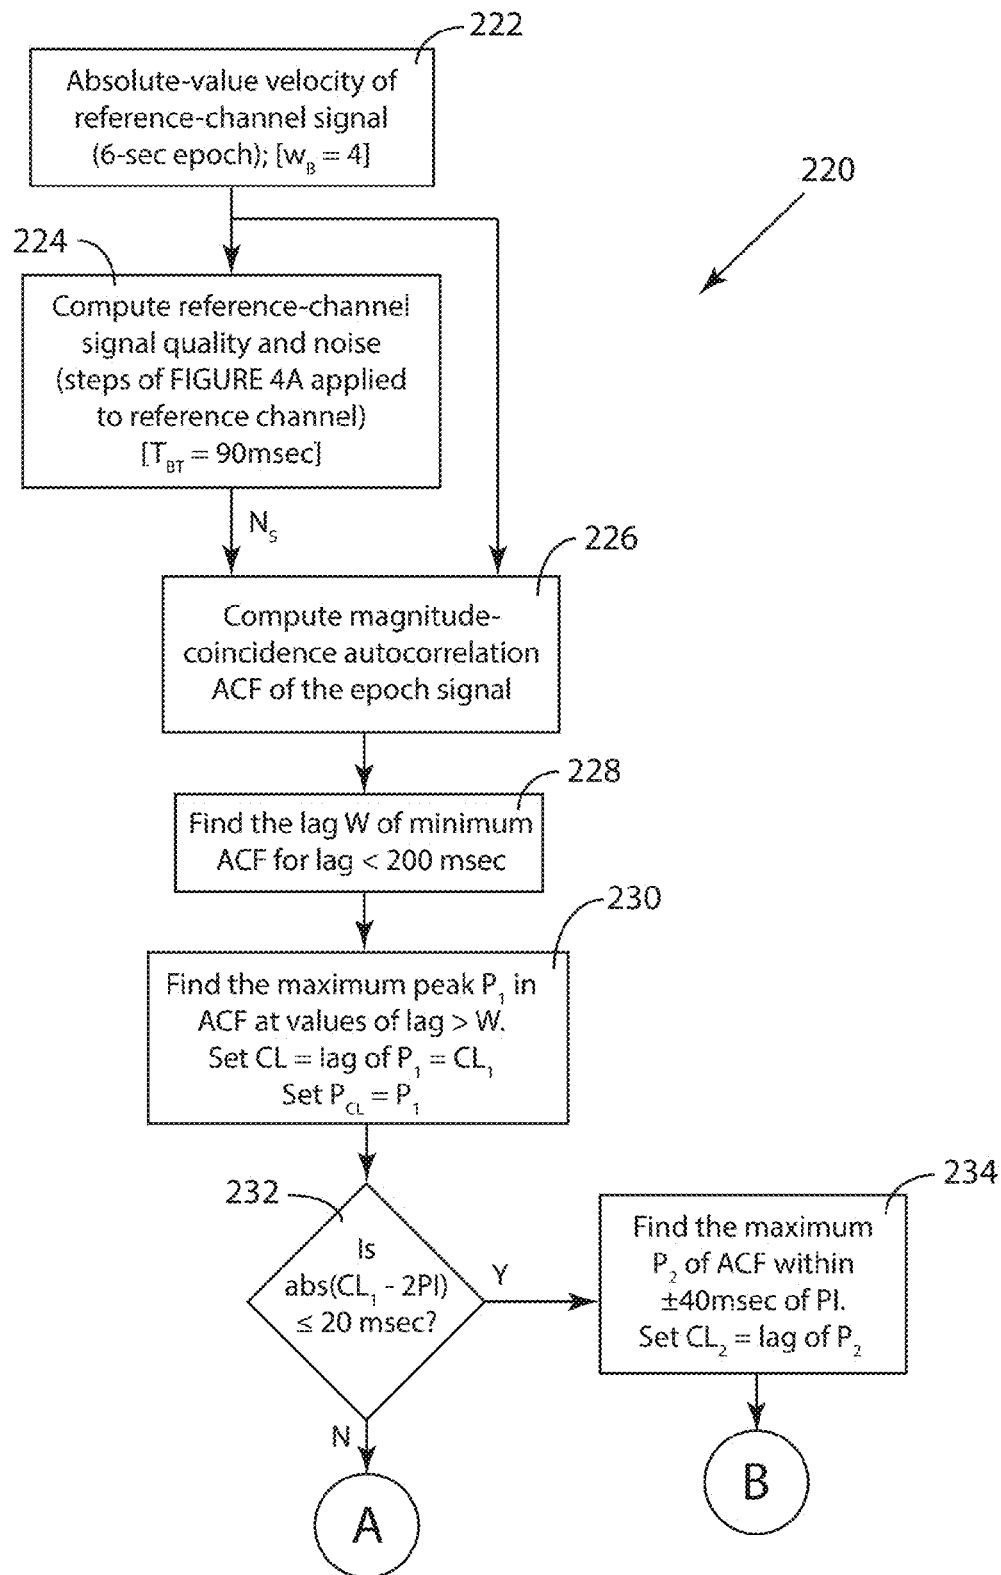 222
Absolute-value velocity of
reference-channel signal
(6-sec epoch); [w_B = 4]
220
224
Compute reference-channel
signal quality and noise
(steps of FIGURE 4A applied
to reference channel)
[T_BT = 90msec]
N_S
226
Compute magnitude-
coincidence autocorrelation
ACF of the epoch signal
228
Find the lag W of minimum
ACF for lag < 200 msec
230
Find the maximum peak P_1 in
ACF at values of lag > W.
Set CL = lag of P_1 = CL_1
Set P_CL = P_1
232
Is
abs(CL_1 - 2PI)
≤ 20 msec?
Y
N
234
Find the maximum
P_2 of ACF within
±40msec of PI.
Set CL_2 = lag of P_2
A
B